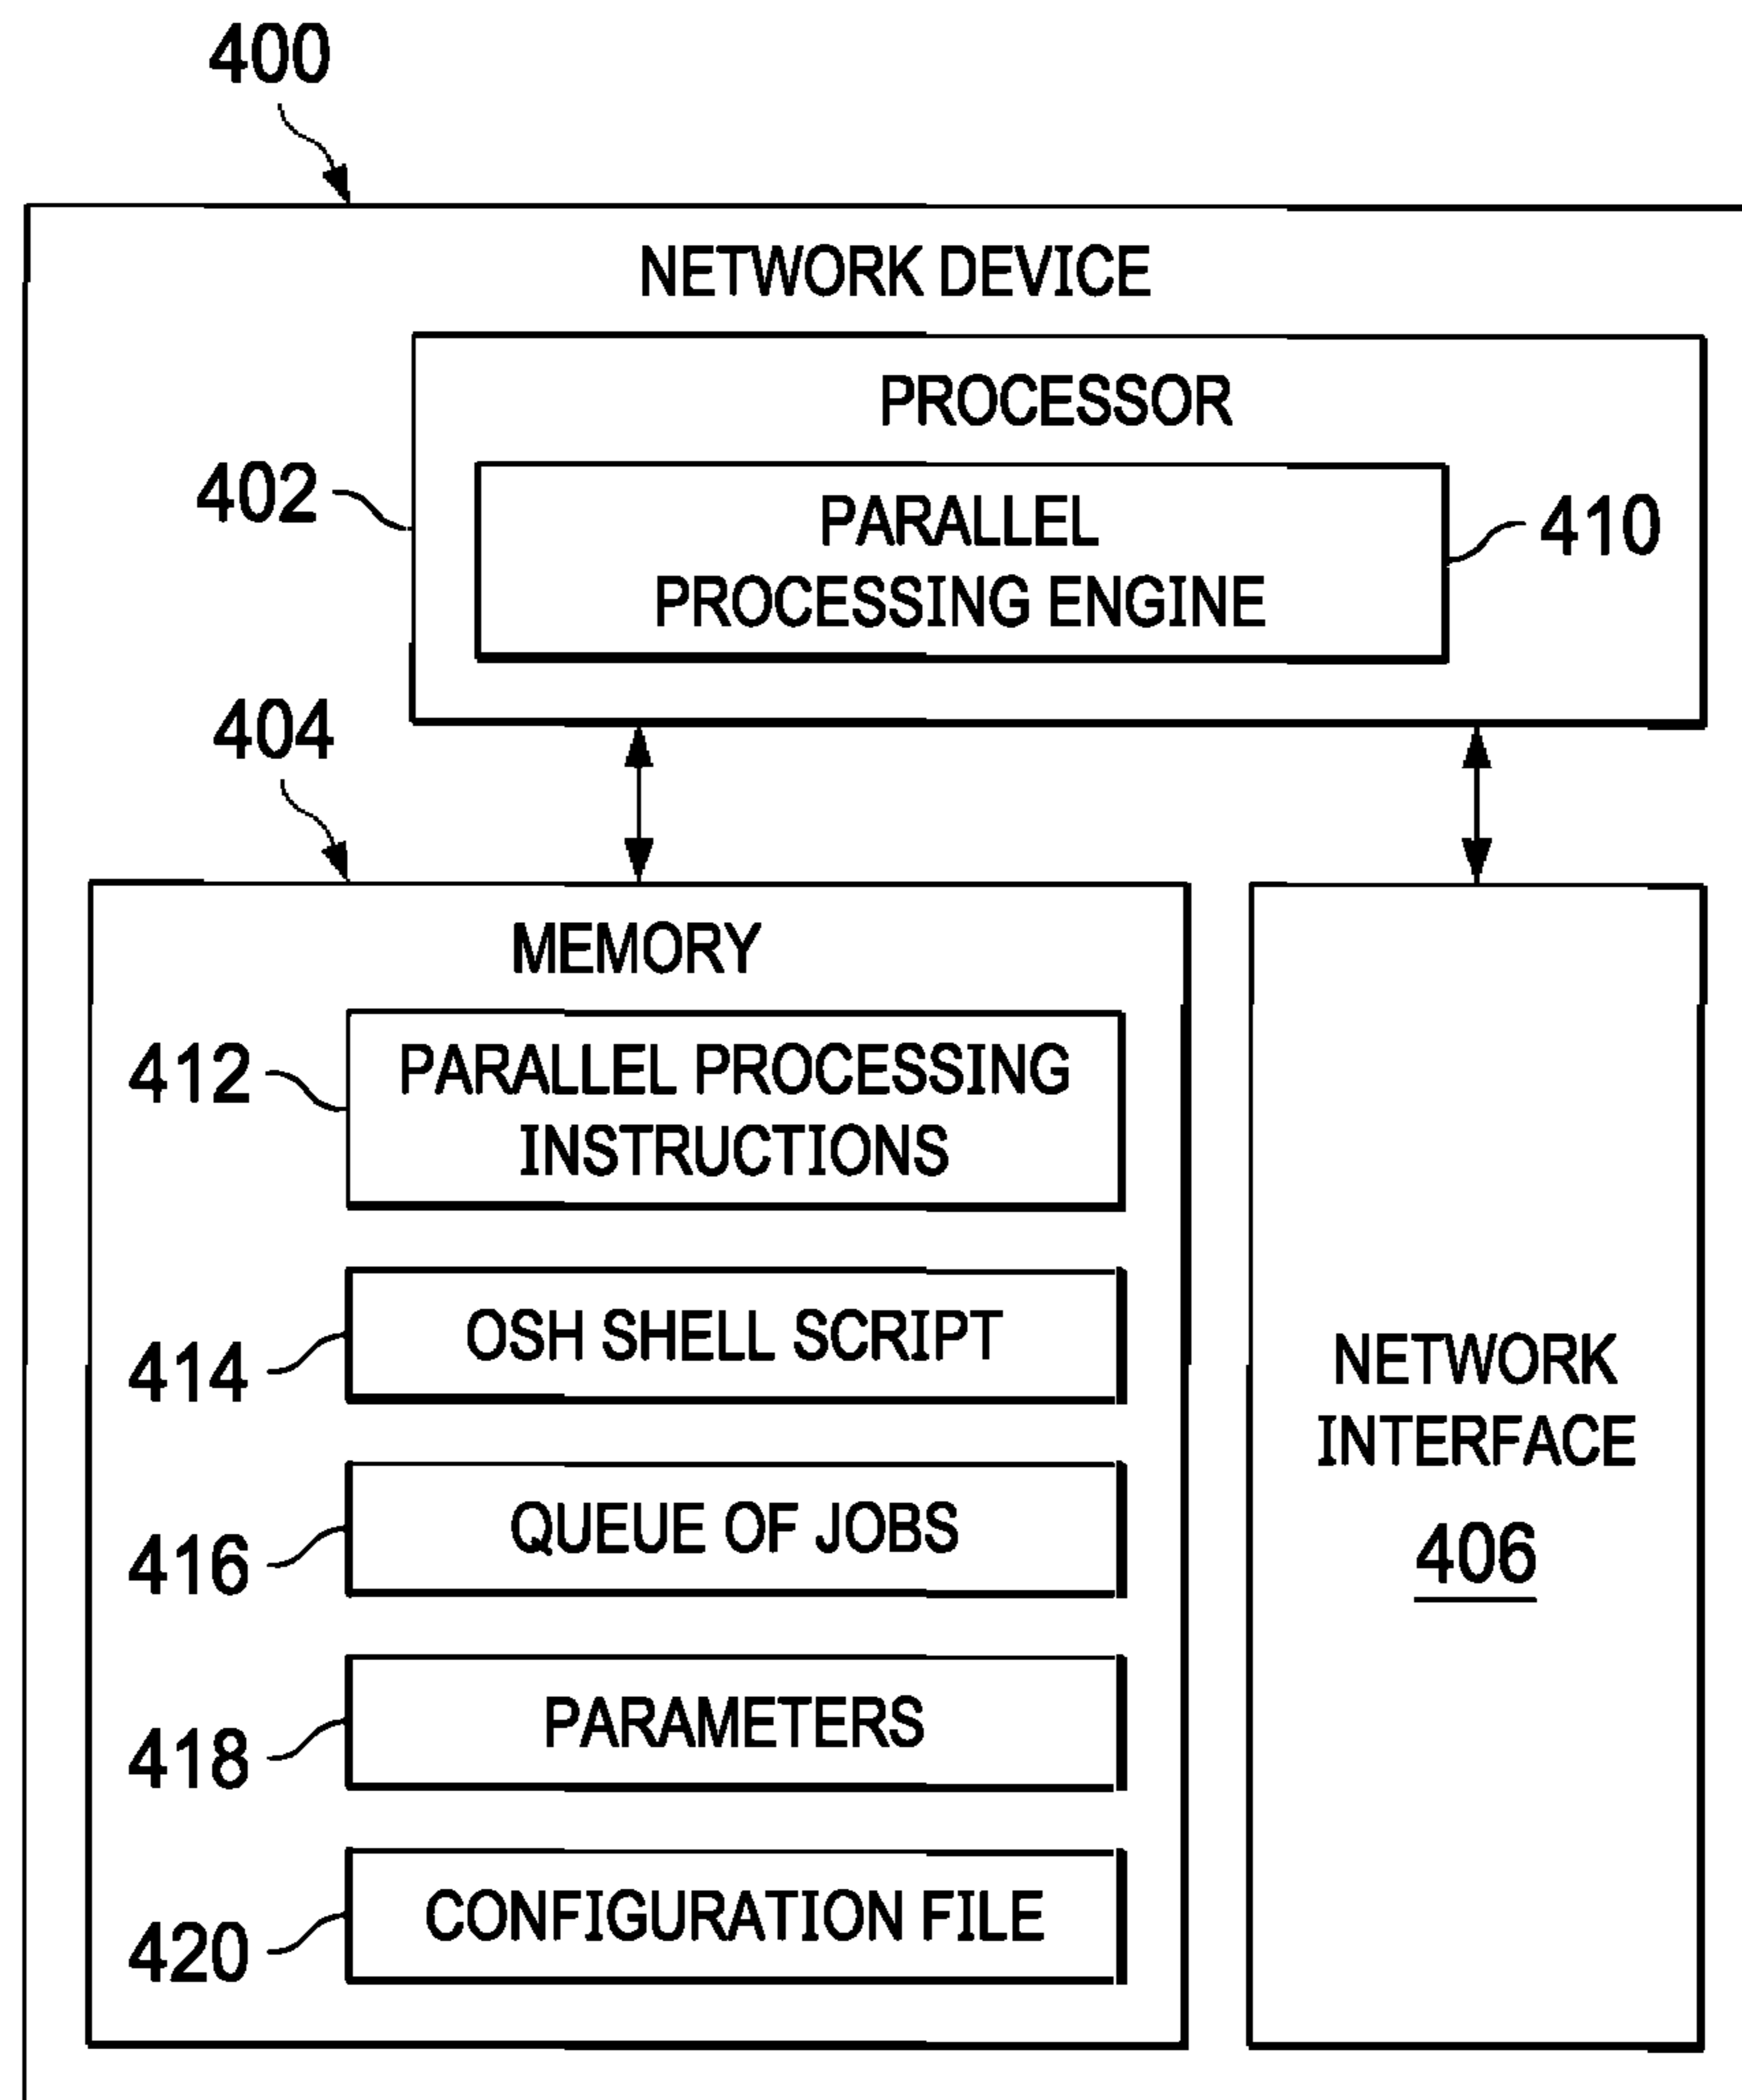 400
NETWORK DEVICE
PROCESSOR
402
PARALLEL
PROCESSING ENGINE
410
404
MEMORY
412
PARALLEL PROCESSING
INSTRUCTIONS
414
OSH SHELL SCRIPT
416
QUEUE OF JOBS
418
PARAMETERS
420
CONFIGURATION FILE
NETWORK
INTERFACE
406